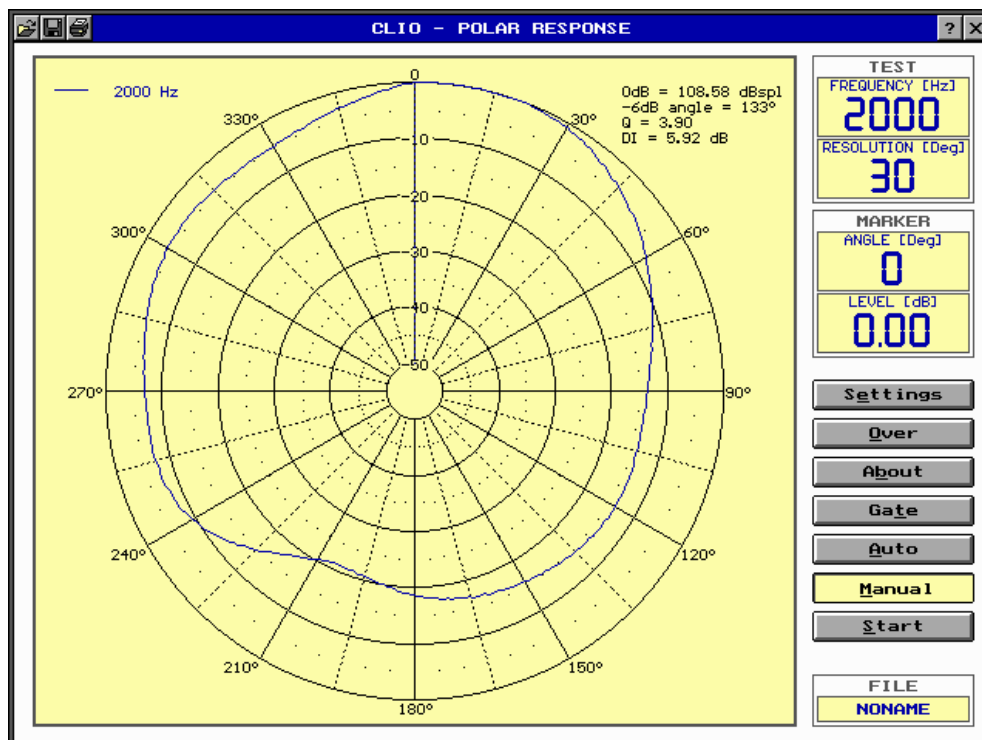 CLIO - POLAR RESPONSE
?
X
2000 Hz
0dB = 108.58 dBspl
-6dB angle = 133°
Q = 3.90
DI = 5.92 dB
0
330°
30°
-10
-20
300°
60°
-30
-40
-50
270°
90°
240°
120°
210°
150°
180°
TEST
FREQUENCY [Hz]
2000
RESOLUTION [Deg]
30
MARKER
ANGLE [Deg]
0
LEVEL [dB]
0.00
Settings
Over
About
Gate
Auto
Manual
Start
FILE
NONAME